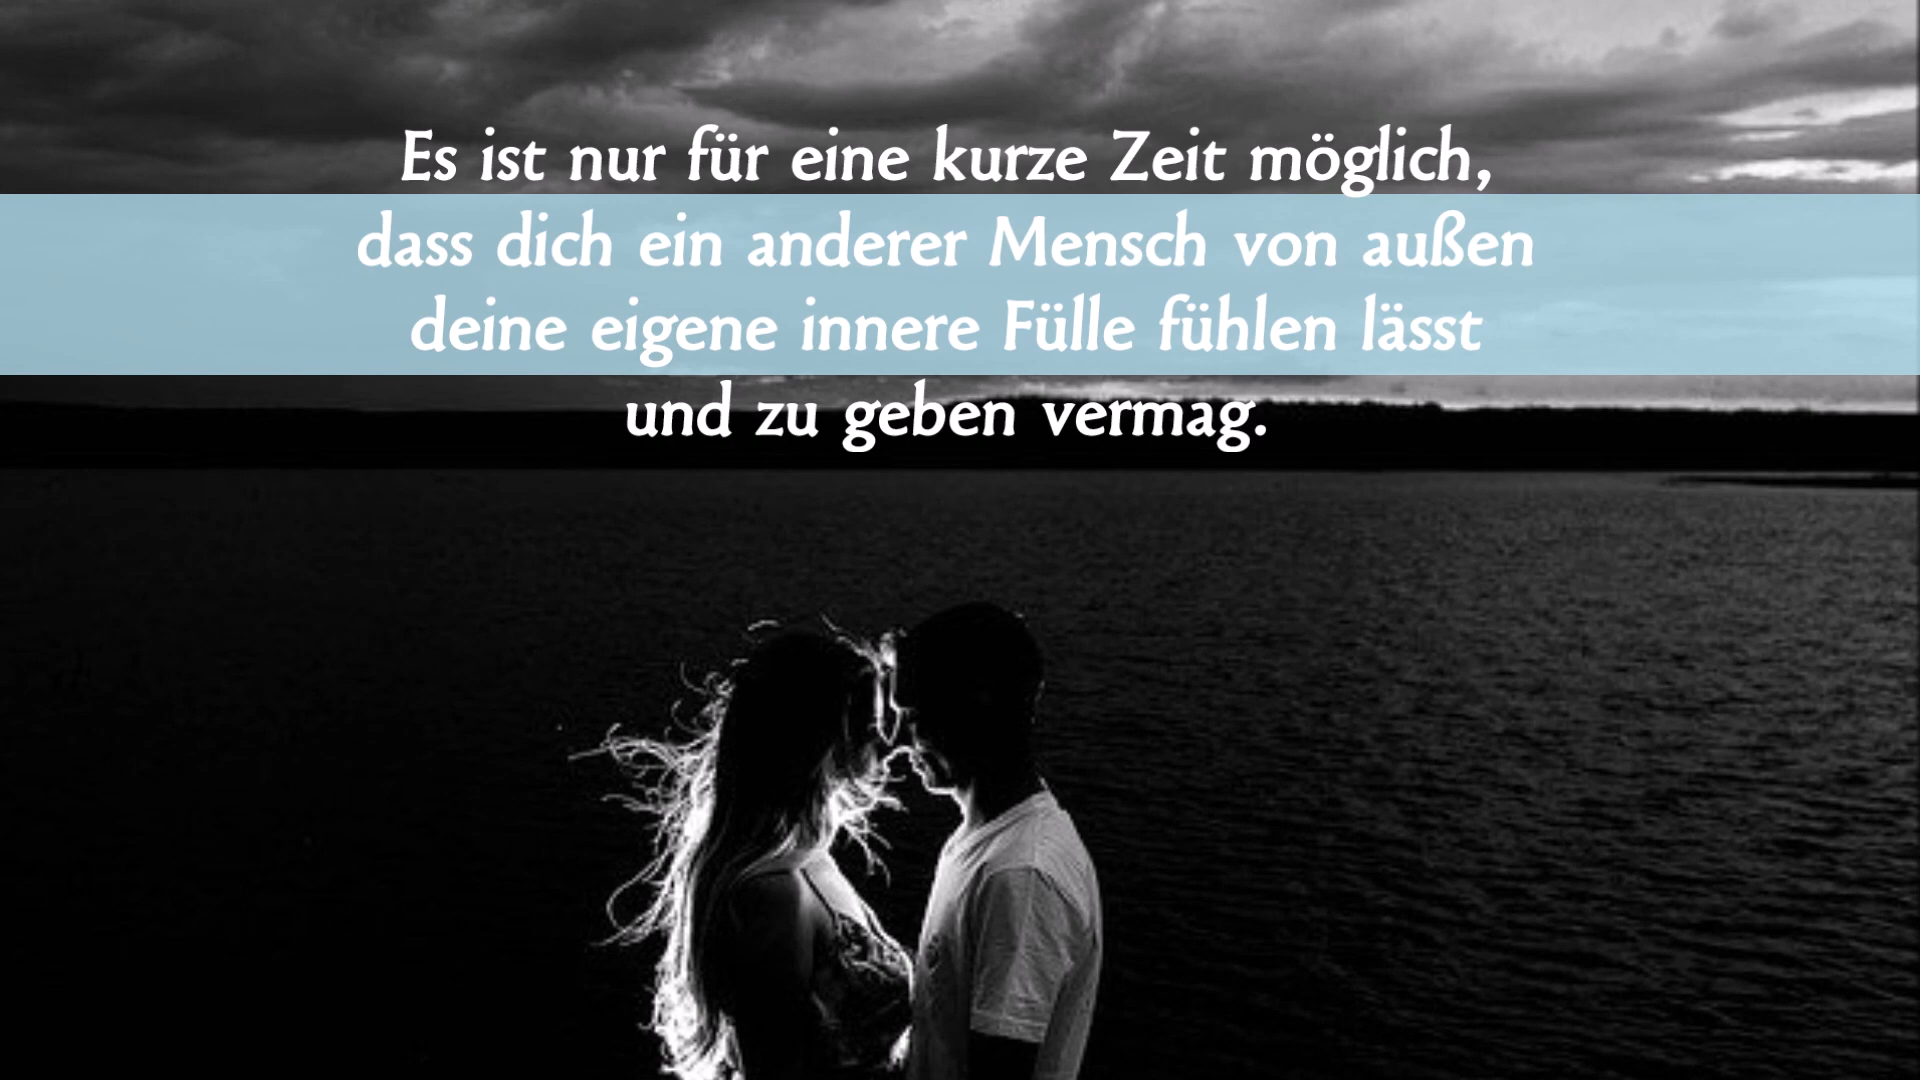 Es ist nur für eine kurze Zeit möglich,
dass dich ein anderer Mensch von außen
deine eigene innere Fülle fühlen lässt
und zu geben vermag.